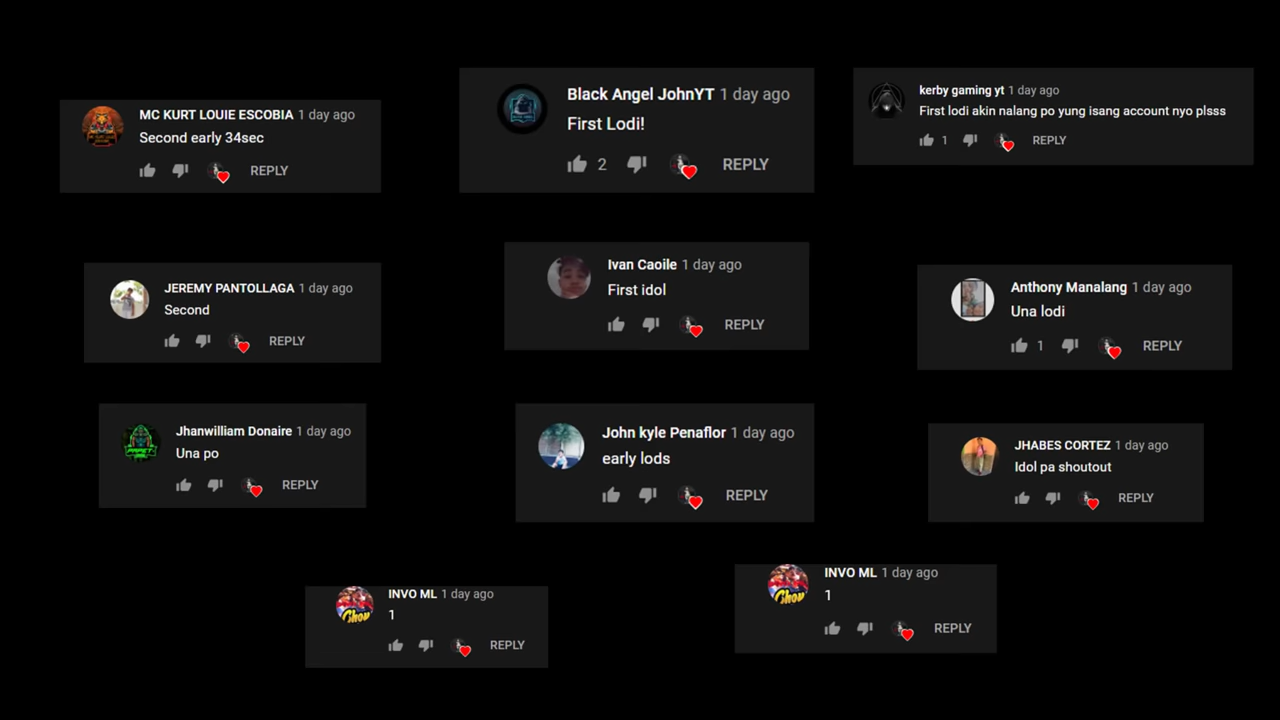 MC KURT LOUIE ESCOBIA 1 day ago
Second early 34sec
REPLY
Black Angel JohnYT 1 day ago
First Lodi!
2 REPLY
kerby gaming yt 1 day ago
First lodi akin nalang po yung isang account nyo plsss
1 REPLY
JEREMY PANTOLLAGA 1 day ago
Second
REPLY
Ivan Caoile 1 day ago
First idol
REPLY
Anthony Manalang 1 day ago
Una lodi
1 REPLY
Jhanwilliam Donaire 1 day ago
Una po
REPLY
John kyle Penaflor 1 day ago
early lods
REPLY
JHABES CORTEZ 1 day ago
Idol pa shoutout
REPLY
INVO ML 1 day ago
1
REPLY
INVO ML 1 day ago
1
REPLY